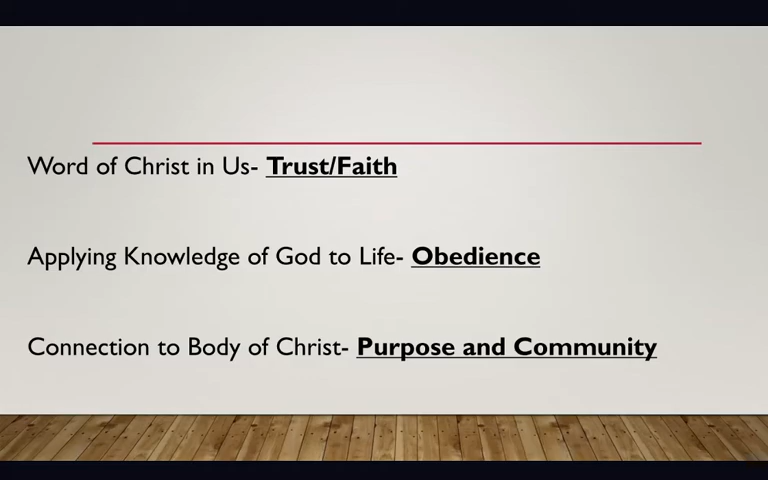 Word of Christ in Us- Trust/Faith
Applying Knowledge of God to Life- Obedience
Connection to Body of Christ- Purpose and Community